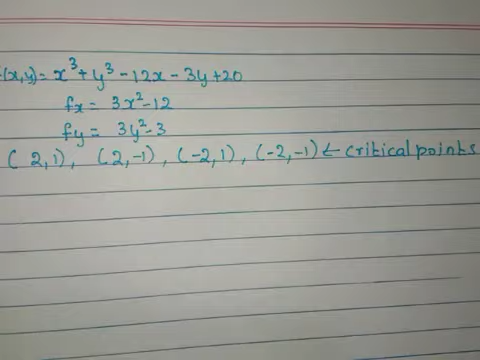 f(x,y) = x³ + y³ - 12x - 3y + 20
fx = 3x² - 12
fy = 3y² - 3
(2,1), (2,-1), (-2,1), (-2,-1) ← critical points